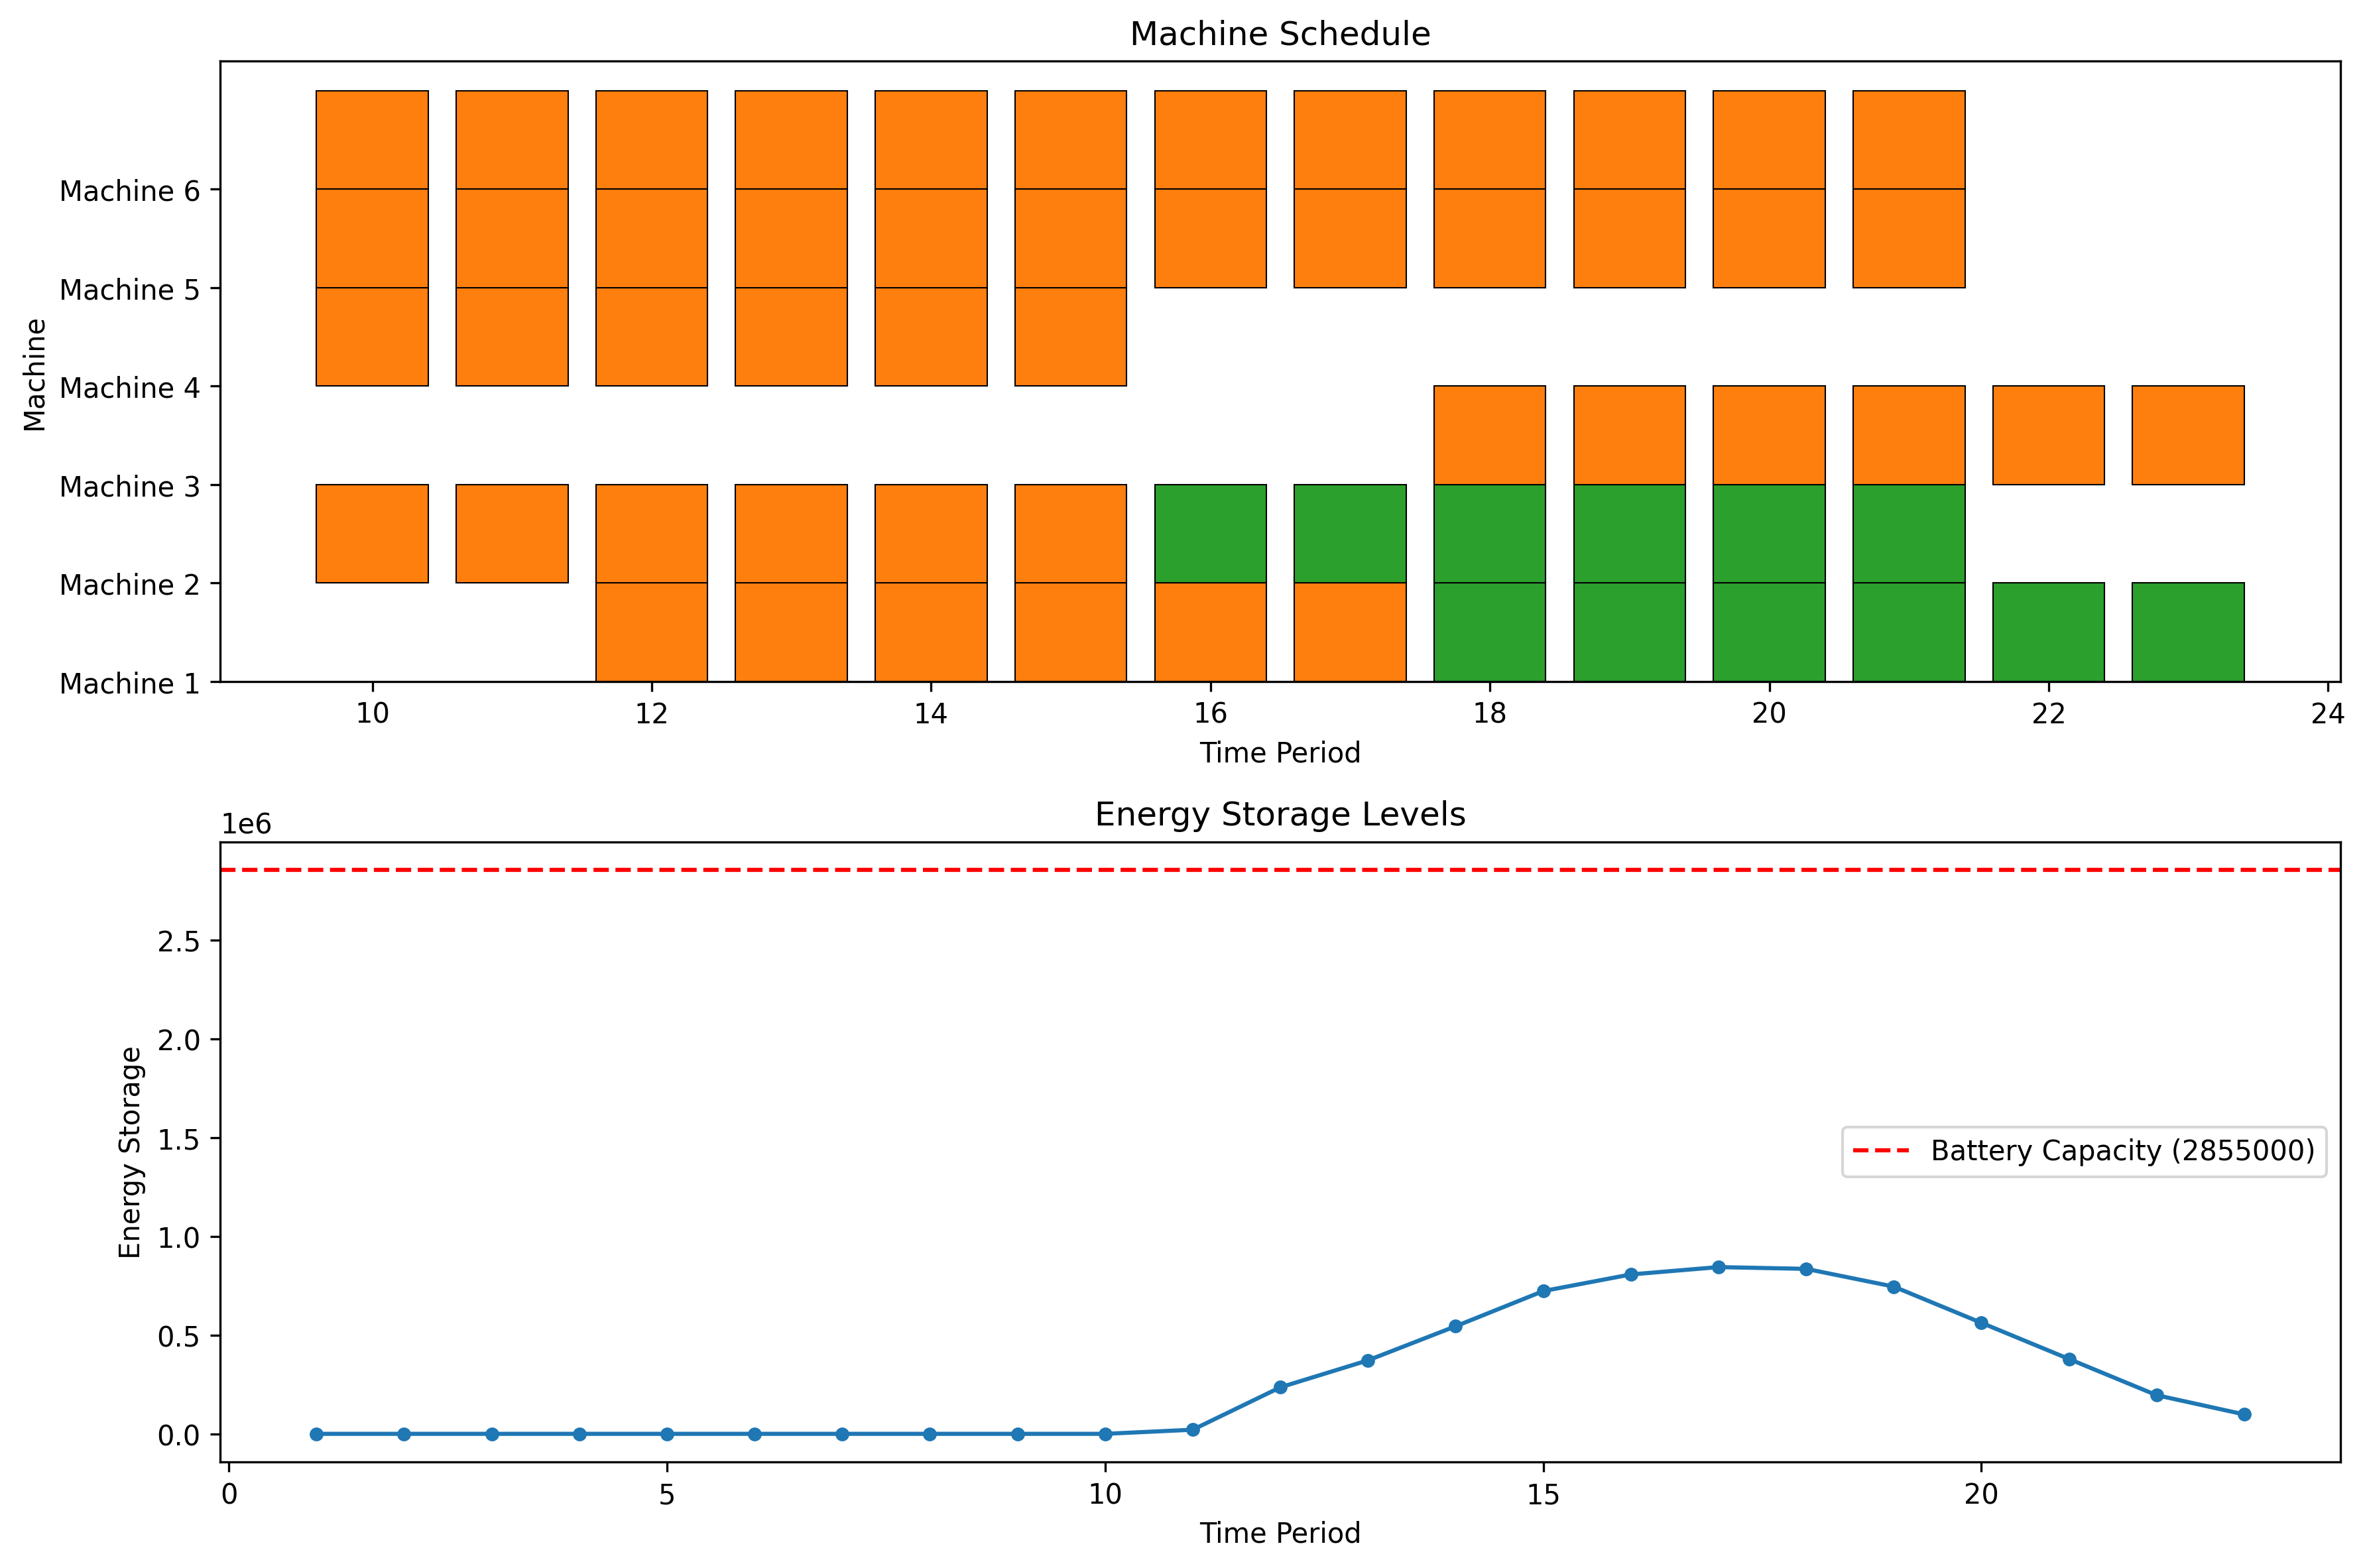 Machine Schedule
Machine
Machine 6
Machine 5
Machine 4
Machine 3
Machine 2
Machine 1
10 12 14 16 18 20 22 24
Time Period
Energy Storage Levels
1e6
Energy Storage
2.5
2.0
1.5
1.0
0.5
0.0
Battery Capacity (2855000)
0 5 10 15 20
Time Period